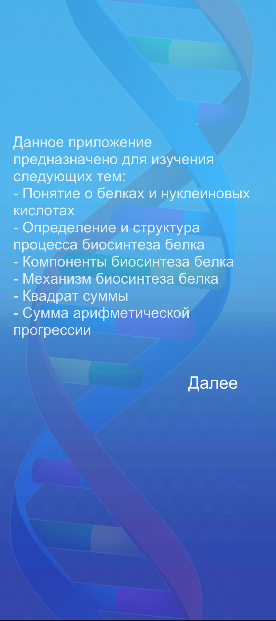 Данное приложение
предназначено для изучения
следующих тем:
- Понятие о белках и нуклеиновых
кислотах
- Определение и структура
процесса биосинтеза белка
- Компоненты биосинтеза белка
- Механизм биосинтеза белка
- Квадрат суммы
- Сумма арифметической
прогрессии
Далее